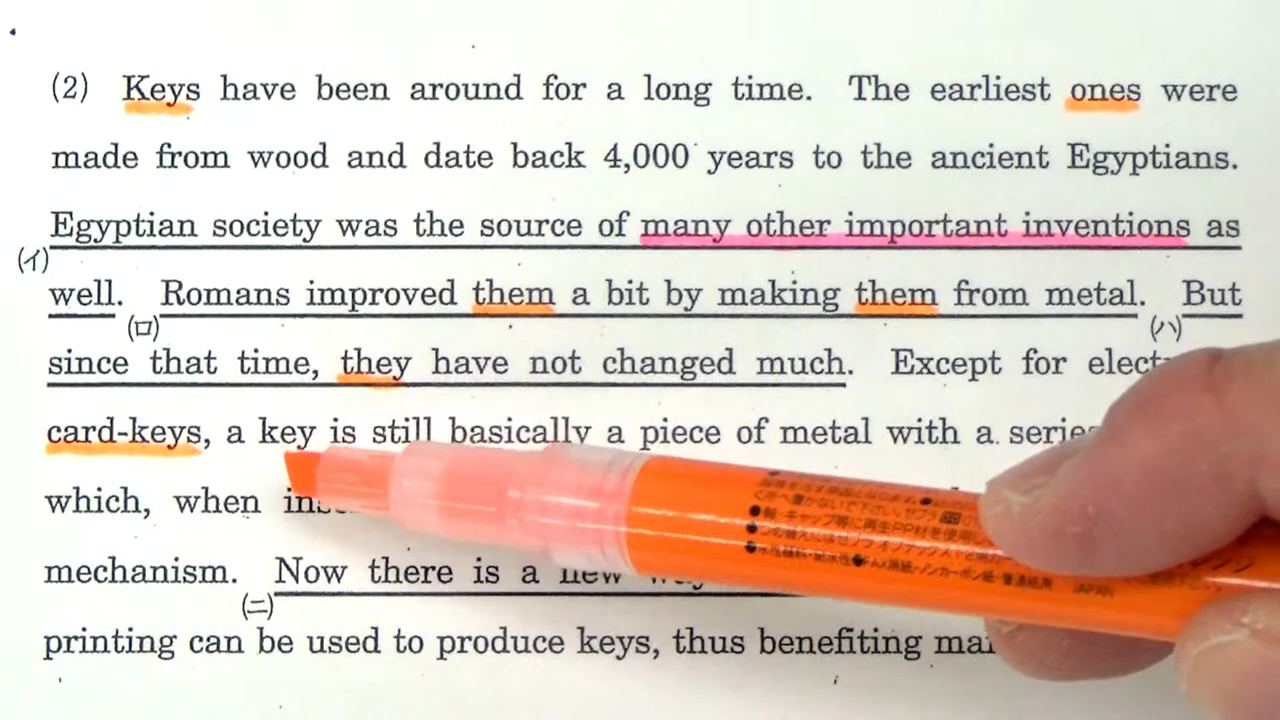 (2) Keys have been around for a long time. The earliest ones were
made from wood and date back 4,000 years to the ancient Egyptians.
Egyptian society was the source of many other important inventions as
(イ)
well. Romans improved them a bit by making them from metal. But
(ロ)
(ハ)
since that time, they have not changed much. Except for
card-keys, a key is still basically a piece of metal with a
which, when
mechanism. Now there is a new
(ニ)
printing can be used to produce keys, thus benefiting
JAPAN